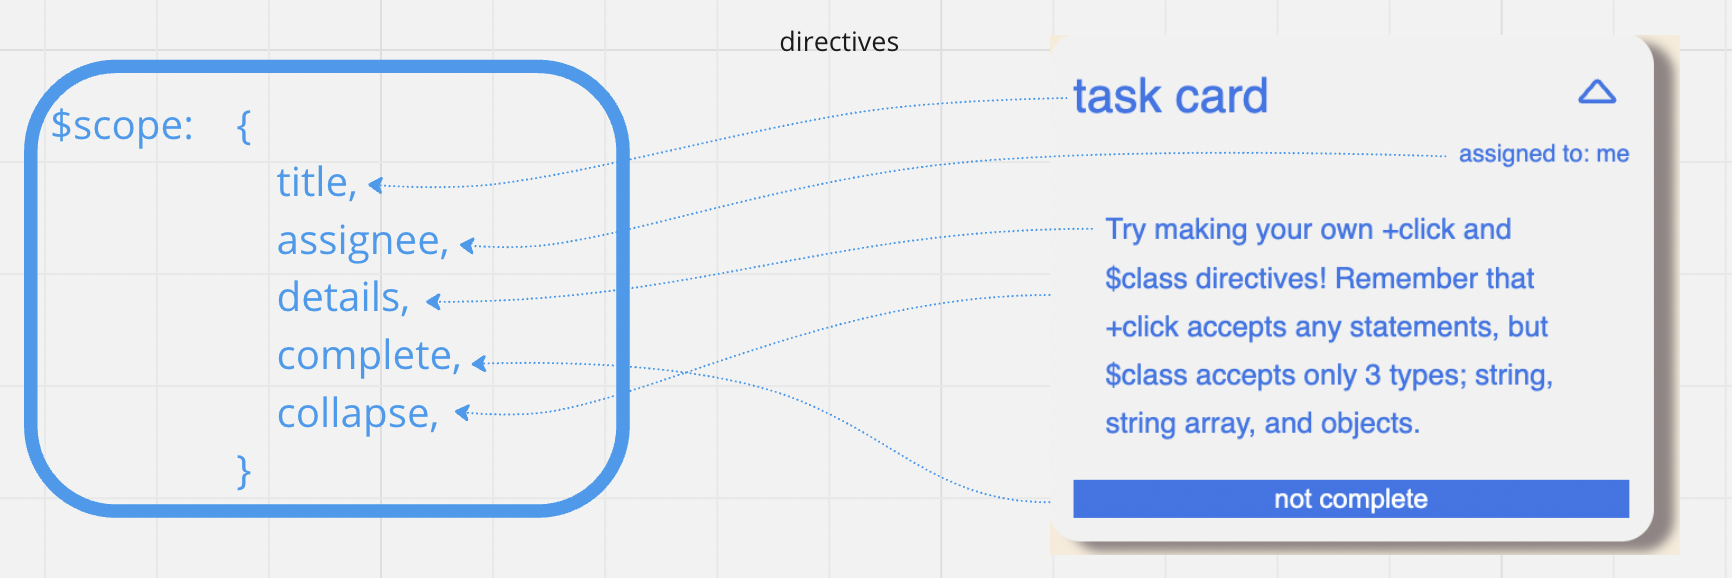 directives
$scope: {
title,
assignee,
details,
complete,
collapse,
}
task card
assigned to: me
Try making your own +click and
$class directives! Remember that
+click accepts any statements, but
$class accepts only 3 types; string,
string array, and objects.
not complete